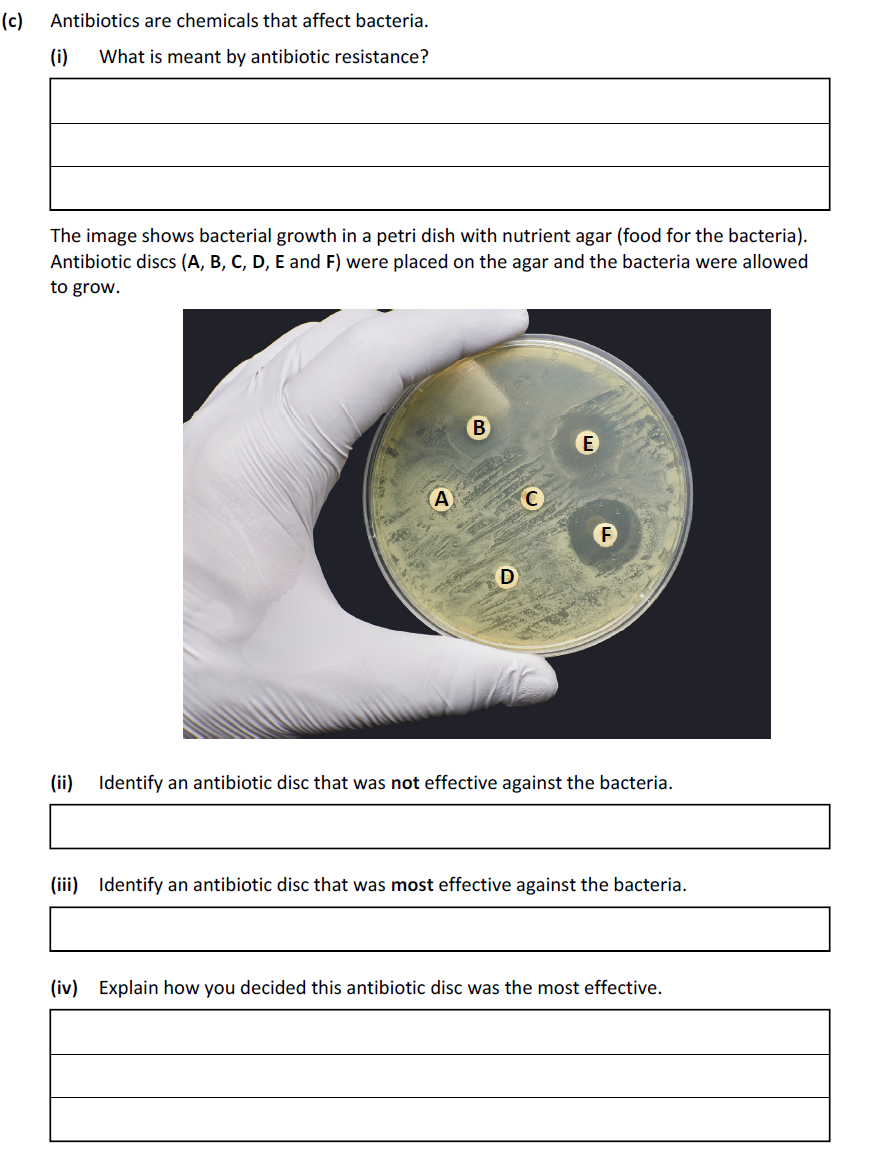 (c) Antibiotics are chemicals that affect bacteria.
(i) What is meant by antibiotic resistance?
The image shows bacterial growth in a petri dish with nutrient agar (food for the bacteria).
Antibiotic discs (A, B, C, D, E and F) were placed on the agar and the bacteria were allowed
to grow.
B
E
A
C
F
D
(ii) Identify an antibiotic disc that was not effective against the bacteria.
(iii) Identify an antibiotic disc that was most effective against the bacteria.
(iv) Explain how you decided this antibiotic disc was the most effective.